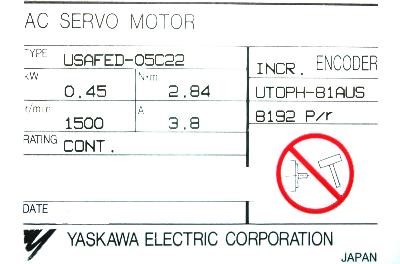 AC SERVO MOTOR
TYPE USAFED-05C22
kW 0.45 N·m 2.84
r/min 1500 A 3.8
RATING CONT.
INCR. ENCODER
UTOPH-81AUS
8192 P/r
DATE
YASKAWA ELECTRIC CORPORATION
JAPAN